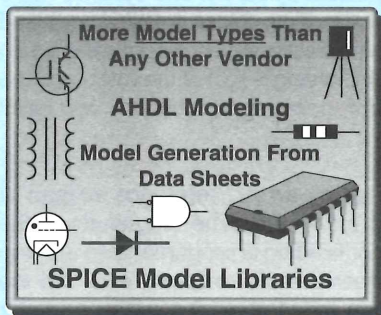 More Model Types Than
Any Other Vendor
AHDL Modeling
Model Generation From
Data Sheets
SPICE Model Libraries